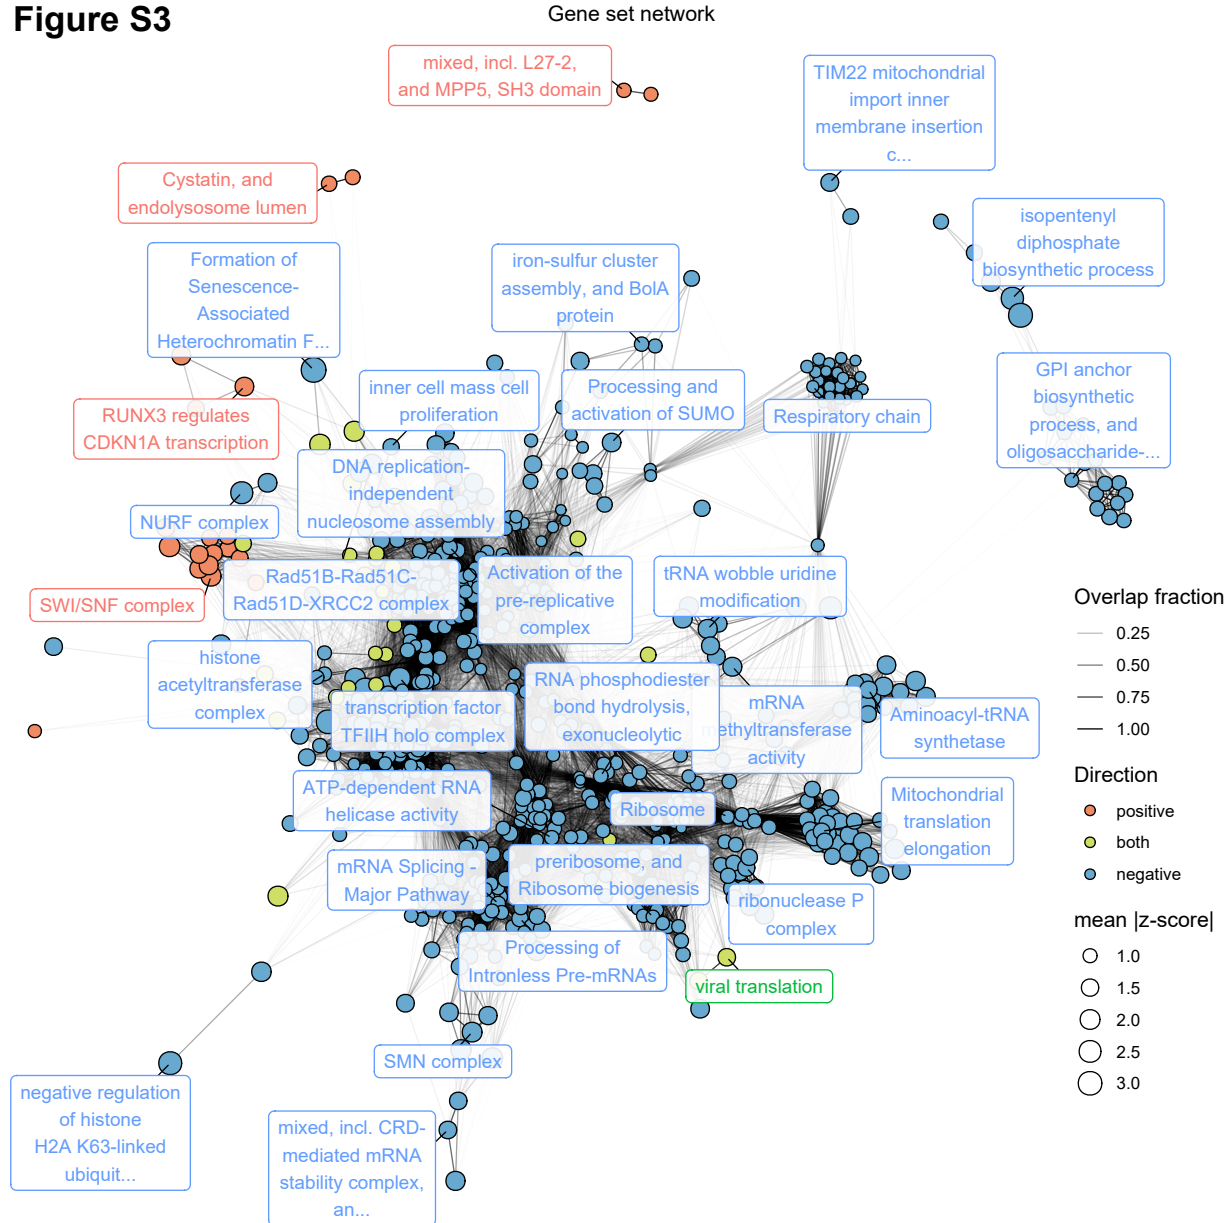 Figure S3
Gene set network
mixed, incl. L27-2,
and MPP5, SH3 domain
TIM22 mitochondrial
import inner
membrane insertion
c...
Cystatin, and
endolysosome lumen
isopentenyl
diphosphate
biosynthetic process
Formation of
Senescence-
Associated
Heterochromatin F...
iron-sulfur cluster
assembly, and BolA
protein
inner cell mass cell
proliferation
Processing and
activation of SUMO
Respiratory chain
GPI anchor
biosynthetic
process, and
oligosaccharide-...
RUNX3 regulates
CDKN1A transcription
DNA replication-
independent
nucleosome assembly
NURF complex
Rad51B-Rad51C-
Rad51D-XRCC2 complex
Activation of the
pre-replicative
complex
tRNA wobble uridine
modification
SWI/SNF complex
histone
acetyltransferase
complex
transcription factor
TFIIH holo complex
RNA phosphodiester
bond hydrolysis,
exonucleolytic
mRNA
ethyltransferase
activity
Aminoacyl-tRNA
synthetase
ATP-dependent RNA
helicase activity
Ribosome
Mitochondrial
translation
elongation
mRNA Splicing -
Major Pathway
preribosome, and
Ribosome biogenesis
ribonuclease P
complex
Processing of
Intronless Pre-mRNAs
viral translation
SMN complex
negative regulation
of histone
H2A K63-linked
ubiquit...
mixed, incl. CRD-
mediated mRNA
stability complex,
an...
Overlap fraction
0.25
0.50
0.75
1.00
Direction
positive
both
negative
mean |z-score|
1.0
1.5
2.0
2.5
3.0